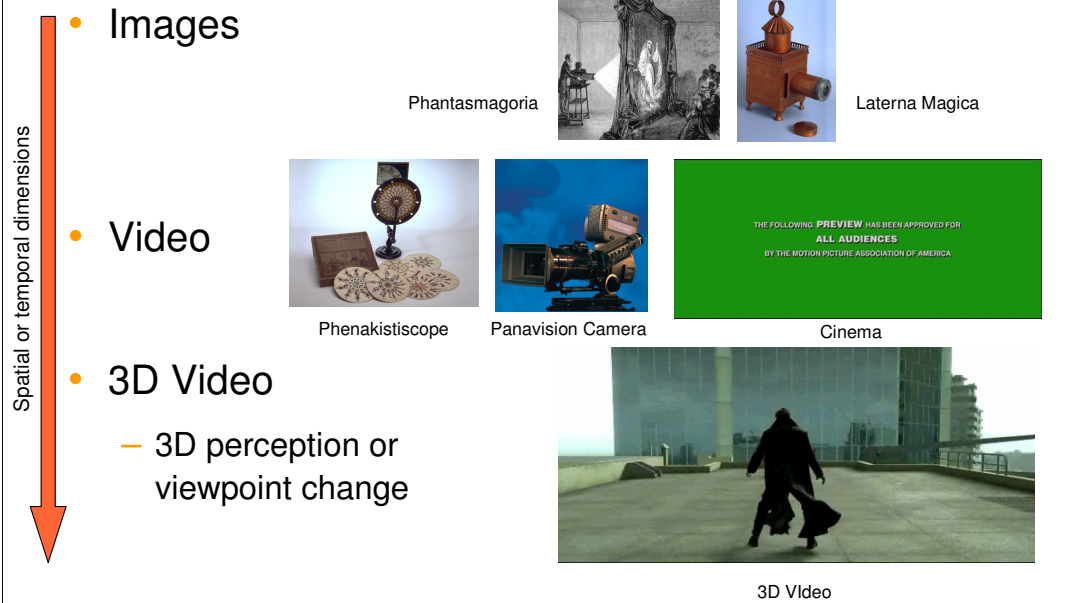 Spatial or temporal dimensions
• Images
Phantasmagoria
Laterna Magica
• Video
THE FOLLOWING PREVIEW HAS BEEN APPROVED FOR
ALL AUDIENCES
BY THE MOTION PICTURE ASSOCIATION OF AMERICA
Phenakistiscope
Panavision Camera
Cinema
• 3D Video
– 3D perception or
viewpoint change
3D VIdeo